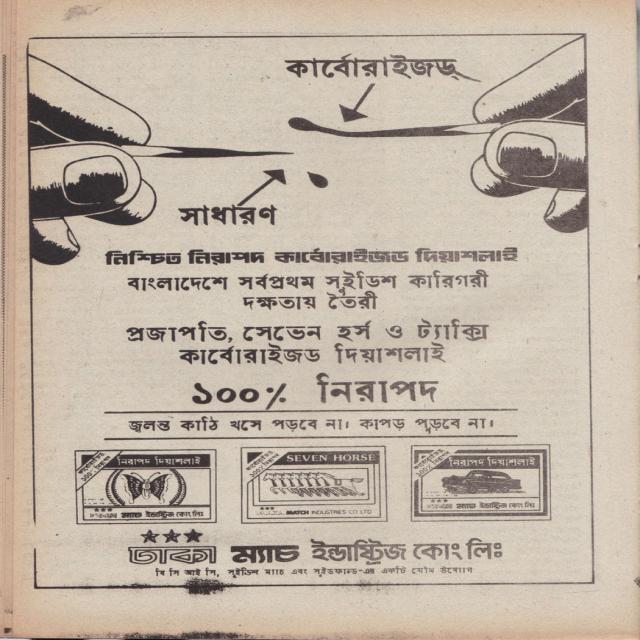 কার্বোরাইজড্
সাধারণ
নিশ্চিত নিরাপদ কার্বোরাইজড দিয়াশলাই
বাংলাদেশে সর্বপ্রথম সুইডিশ কারিগরী
দক্ষতায় তৈরী
প্রজাপতি, সেভেন হর্স ও ট্যাক্সি
কার্বোরাইজড দিয়াশলাই
১০০% নিরাপদ
জ্বলন্ত কাঠি খসে পড়বে না। কাপড় পুড়বে না।
নিরাপদ দিয়াশলাই
ম্যাচ ইন্ডাস্ট্রিজ কোং লিঃ
SEVEN HORSE
MATCH INDUSTRIES CO LTD
নিরাপদ দিয়াশলাই
ম্যাচ ইন্ডাস্ট্রিজ কোং লিঃ
ঢাকা ম্যাচ ইন্ডাষ্ট্রিজ কোং লিঃ
বি সি আই সি, সুইডিশ ম্যাচ এবং সুইডফান্ড-এর একটি যৌথ উদ্যোগ